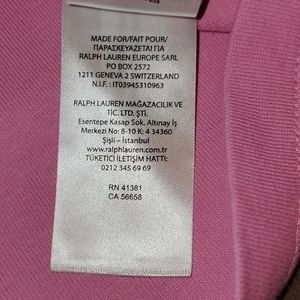 MADE FOR/FAIT POUR/
ΠΑΡΑΣΚΕΥΑΖΕΤΑΙ ΓΙΑ
RALPH LAUREN EUROPE SARL
PO BOX 2572
1211 GENEVA 2 SWITZERLAND
N.I.F.: IT03945310963
RALPH LAUREN MAĞAZACILIK VE
TİC. LTD. ŞTİ.
Esentepe Kasap Sok. Altınay İş
Merkezi No: 8-10 K: 4 34360
Şişli – İstanbul
www.ralphlauren.com.tr
TÜKETİCİ İLETİŞİM HATTI:
0212 345 69 69
RN 41381
CA 56658